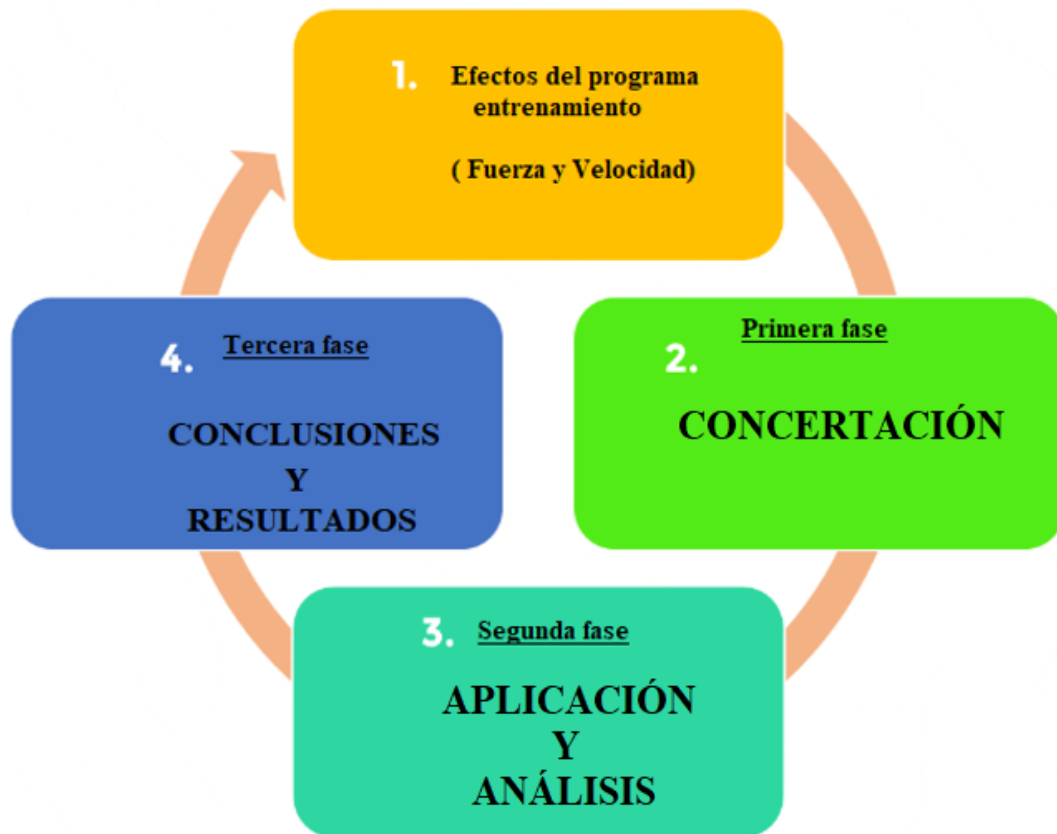 1. Efectos del programa
entrenamiento
( Fuerza y Velocidad)
2. Primera fase
CONCERTACIÓN
3. Segunda fase
APLICACIÓN
Y
ANÁLISIS
4. Tercera fase
CONCLUSIONES
Y
RESULTADOS